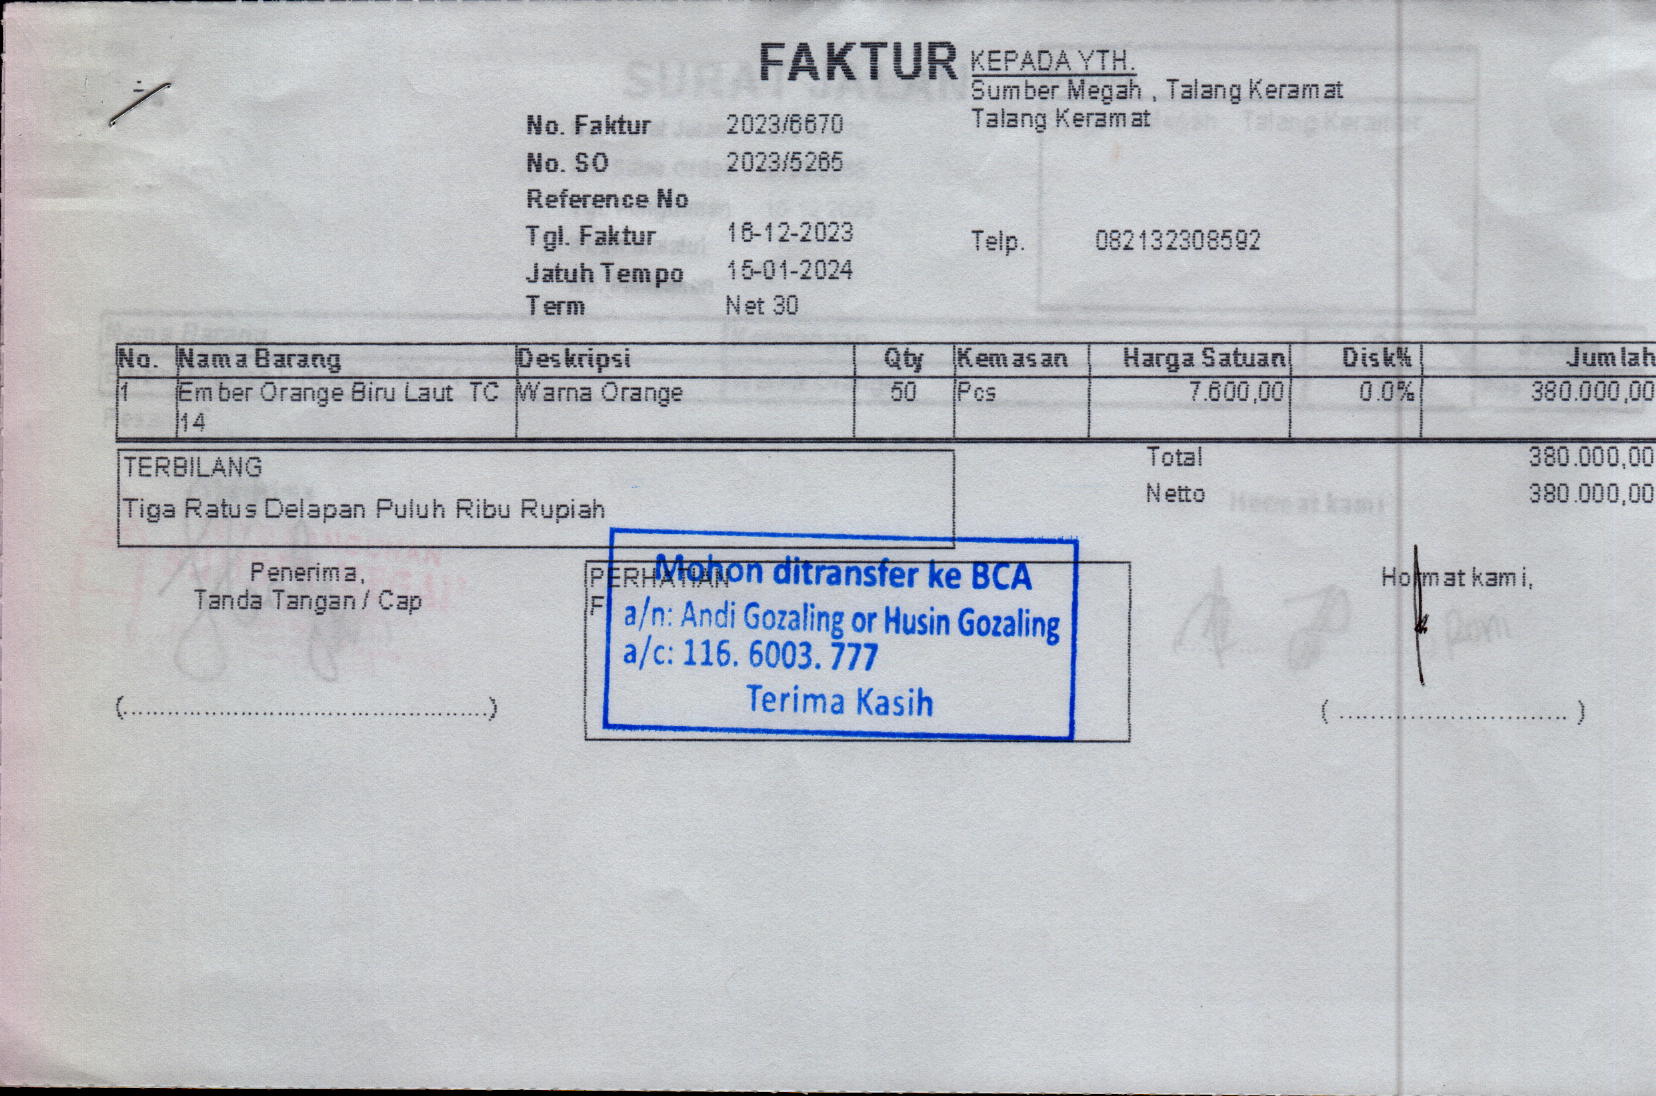 FAKTUR
KEPADA YTH.
Sumber Megah , Talang Keramat
Talang Keramat
No. Faktur 2023/6670
No. SO 2023/5265
Reference No
Tgl. Faktur 16-12-2023
Telp. 082132308592
Jatuh Tempo 15-01-2024
Term Net 30
No. Nama Barang Deskripsi Qty Kemasan Harga Satuan Disk% Jumlah
1 Ember Orange Biru Laut TC Warna Orange 50 Pcs 7.600,00 0.0% 380.000,00
14
TERBILANG
Tiga Ratus Delapan Puluh Ribu Rupiah
Total 380.000,00
Netto 380.000,00
Penerima,
Tanda Tangan / Cap
(....................................................)
PERHATIAN
F
Mohon ditransfer ke BCA
a/n: Andi Gozaling or Husin Gozaling
a/c: 116. 6003. 777
Terima Kasih
Hormat kami,
( ............................. )
SURAT JALAN
Hormat kami